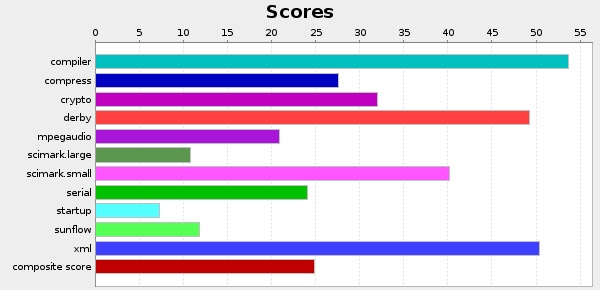 Scores
0 5 10 15 20 25 30 35 40 45 50 55
compiler
compress
crypto
derby
mpegaudio
scimark.large
scimark.small
serial
startup
sunflow
xml
composite score